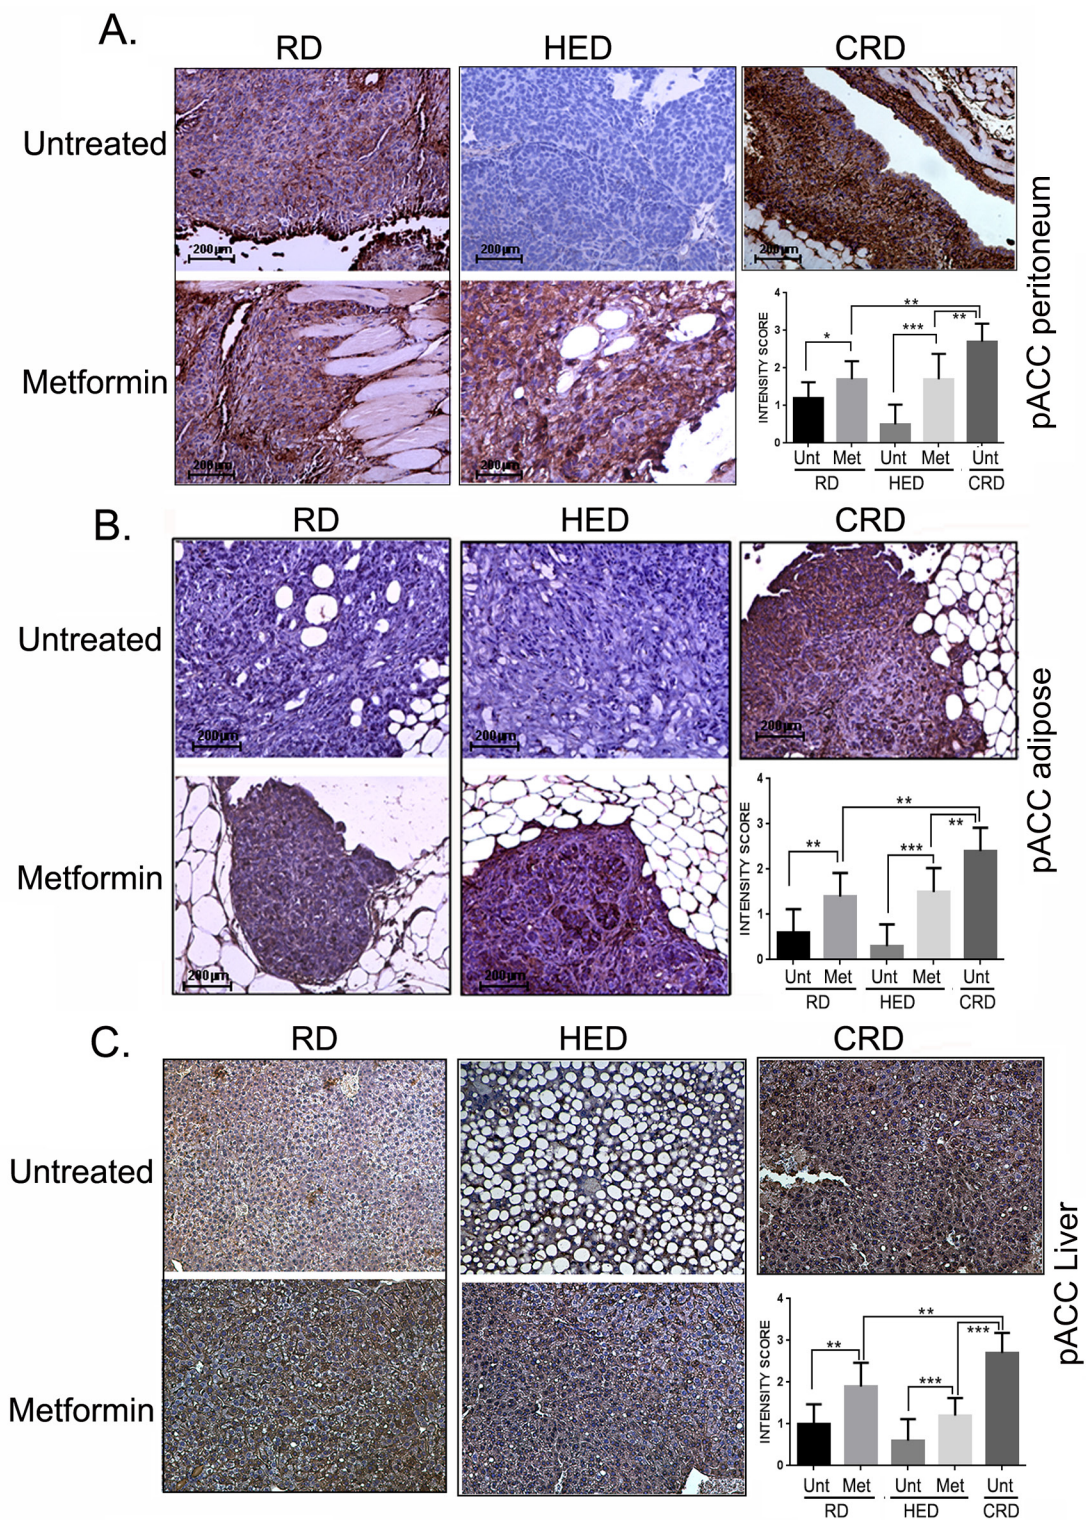 A.
RD HED CRD
Untreated
200µm 200µm 200µm
Metformin
200µm 200µm
pACC peritoneum
INTENSITY SCORE
4
3
2
1
0
* *** ** **
Unt Met Unt Met Unt
RD HED CRD
B.
RD HED CRD
Untreated
200µm 200µm 200µm
Metformin
200µm 200µm
pACC adipose
INTENSITY SCORE
4
3
2
1
0
** *** ** **
Unt Met Unt Met Unt
RD HED CRD
C.
RD HED CRD
Untreated
Metformin
pACC Liver
INTENSITY SCORE
4
3
2
1
0
** *** ** ***
Unt Met Unt Met Unt
RD HED CRD